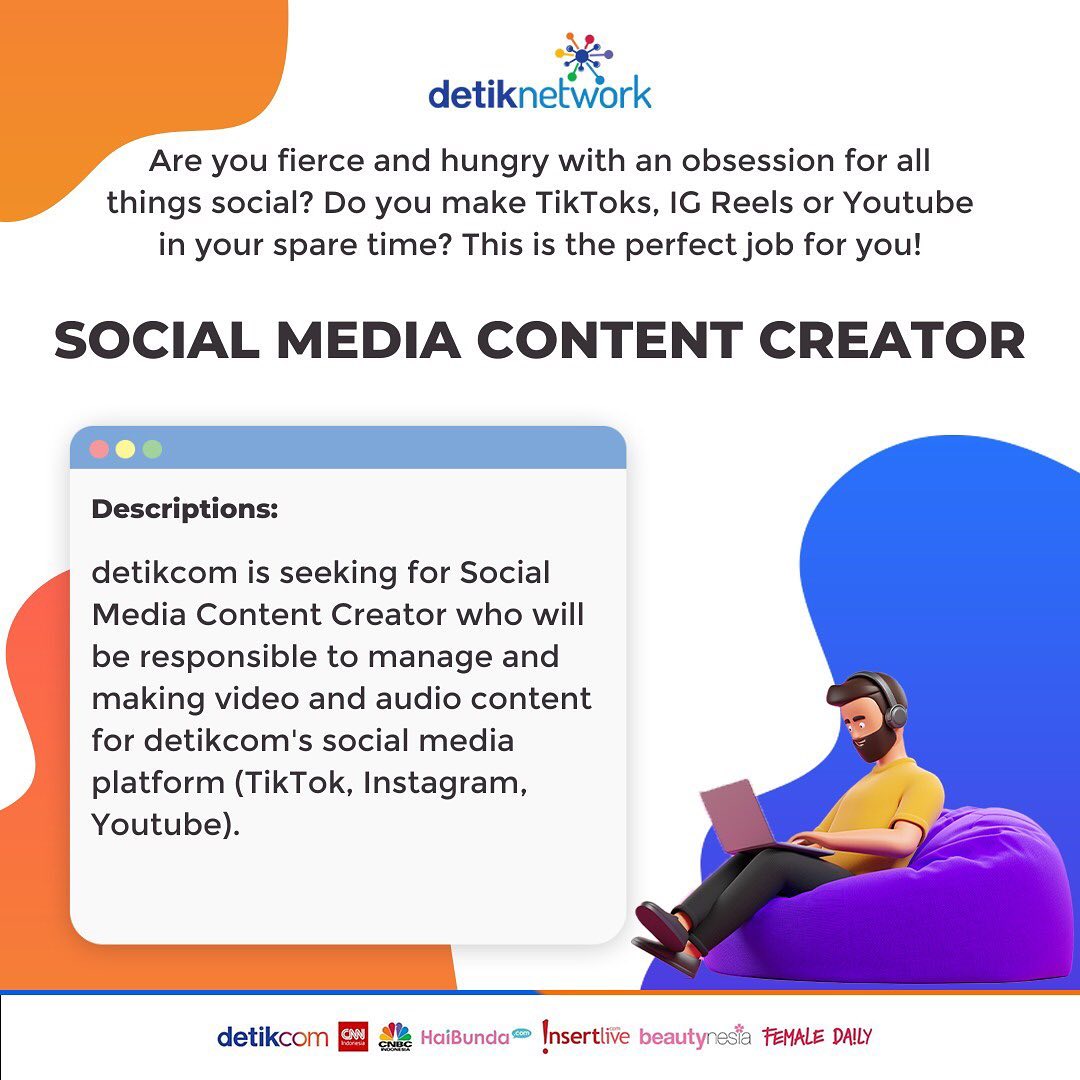 detiknetwork
Are you fierce and hungry with an obsession for all
things social? Do you make TikToks, IG Reels or Youtube
in your spare time? This is the perfect job for you!
SOCIAL MEDIA CONTENT CREATOR
Descriptions:
detikcom is seeking for Social
Media Content Creator who will
be responsible to manage and
making video and audio content
for detikcom's social media
platform (TikTok, Instagram,
Youtube).
detikcom CNN Indonesia CNBC INDONESIA HaiBunda.com Insertlive.com beautynesia FEMALE DAILY